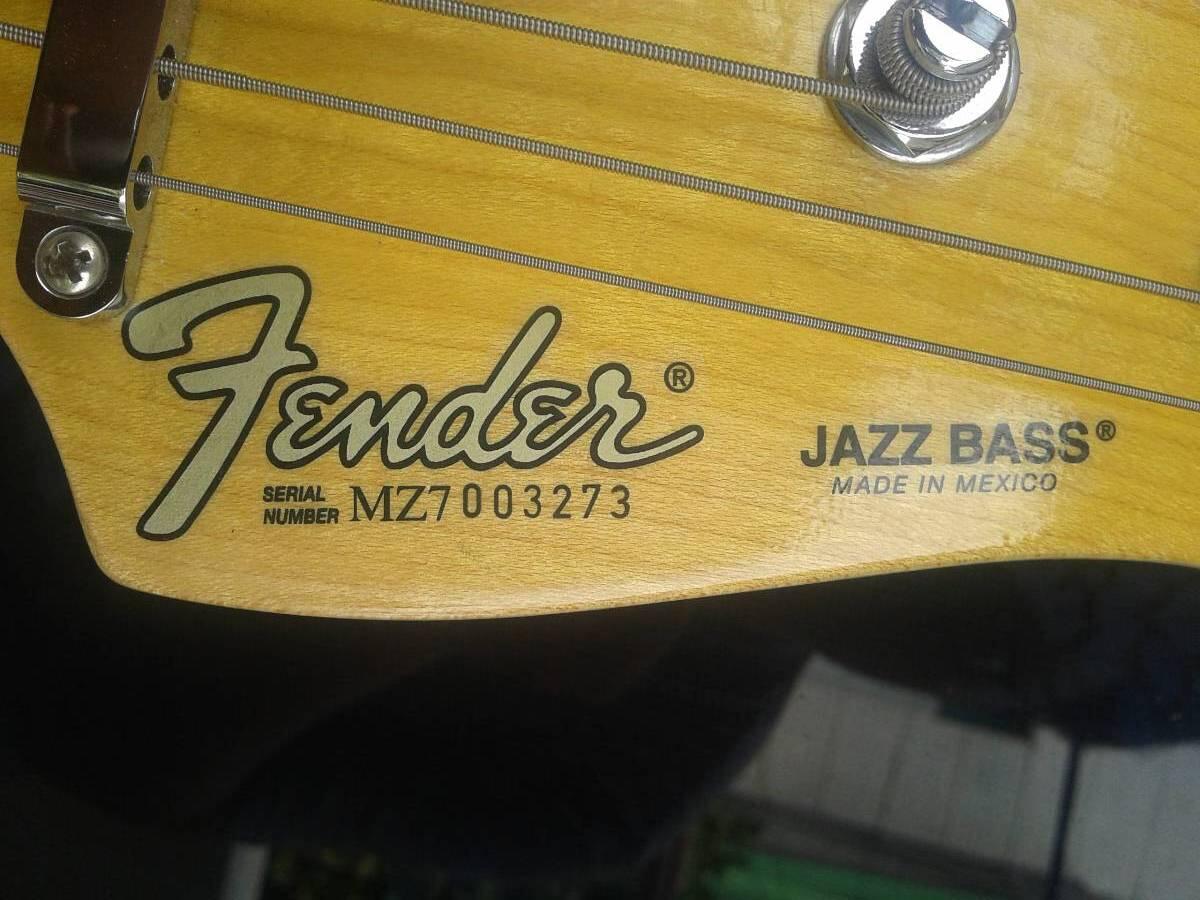 Fender®
SERIAL NUMBER MZ7003273
JAZZ BASS®
MADE IN MEXICO